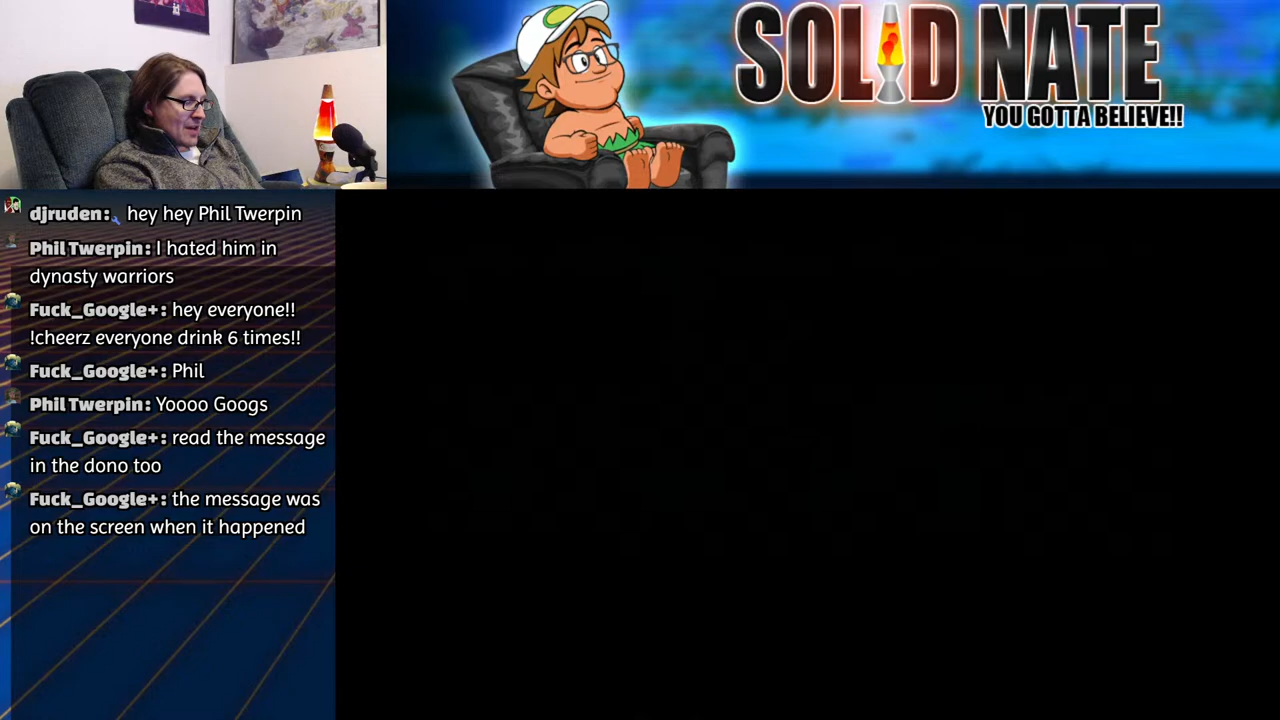 SOLID NATE
YOU GOTTA BELIEVE!!
djruden: hey hey Phil Twerpin
Phil Twerpin: I hated him in
dynasty warriors
Fuck_Google+: hey everyone!!
!cheerz everyone drink 6 times!!
Fuck_Google+: Phil
Phil Twerpin: Yoooo Googs
Fuck_Google+: read the message
in the dono too
Fuck_Google+: the message was
on the screen when it happened